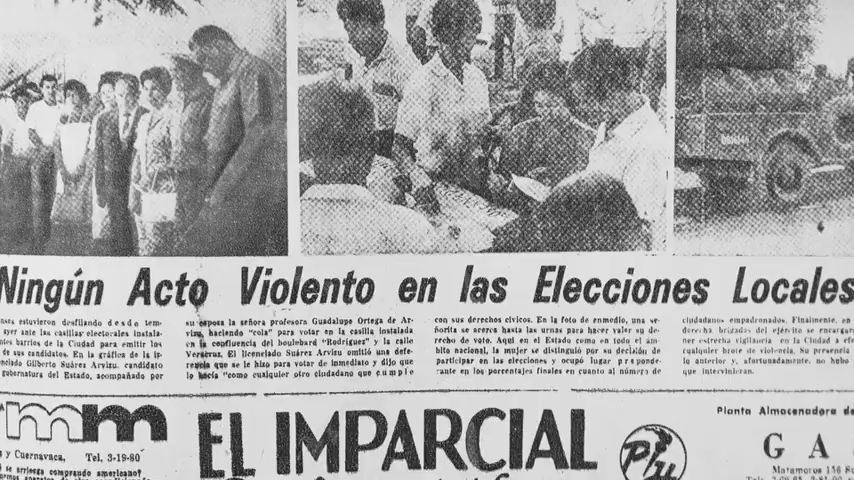 Ningún Acto Violento en las Elecciones Locales
estuvieron desfilando desde tem-
ayer ante las casillas electorales instala-
ntes barrios de la Ciudad para emitir los
de sus candidatos. En la gráfica de la iz-
enciado Gilberto Suárez Arvizu, candidato
gubernatura del Estado, acompañado por
su esposa la señora profesora Guadalupe Ortega de Ar-
vizu, haciendo "cola" para votar en la casilla instalada
en la confluencia del boulevard "Rodríguez" y la calle
Veracruz. El licenciado Suárez Arvizu omitió una defe-
rencia que se le hizo para votar de inmediato y dijo que
lo hacía "como cualquier otro ciudadano que cumple
con sus derechos cívicos. En la foto de enmedio, una se-
ñorita se acerca hasta las urnas para hacer valer su de-
recho de voto. Aquí en el Estado como en todo el ám-
bito nacional, la mujer se distinguió por su decisión de
participar en las elecciones y ocupó lugar prepond-
erante en los porcentajes finales en cuanto al número de
ciudadanos empadronados. Finalmente, en
derecha, brigadas del ejército se encargaron
ner estrecha vigilancia en la Ciudad a efe
cualquier brote de violencia. Su presencia
lo anterior y, afortunadamente, no hubo
que intervinieran.
mm
y Cuernavaca, Tel. 3-19-80
se arriesga comprando americano?
EL IMPARCIAL
Planta Almacenadora de
GA
Matamoros 156 Su